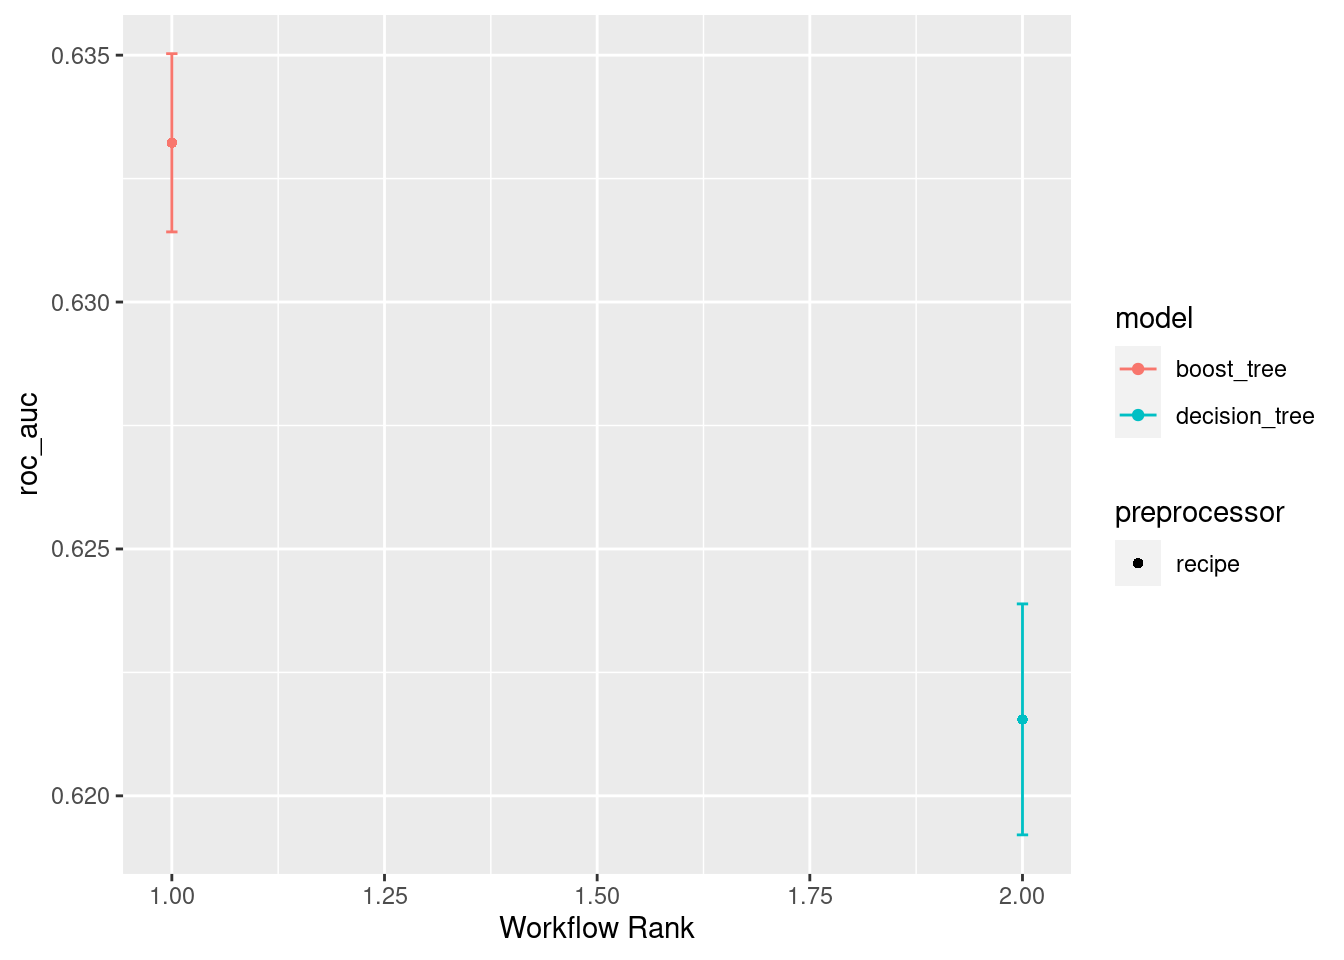 0.635
0.630
0.625
0.620
roc_auc
1.00 1.25 1.50 1.75 2.00
Workflow Rank
model
boost_tree
decision_tree
preprocessor
recipe